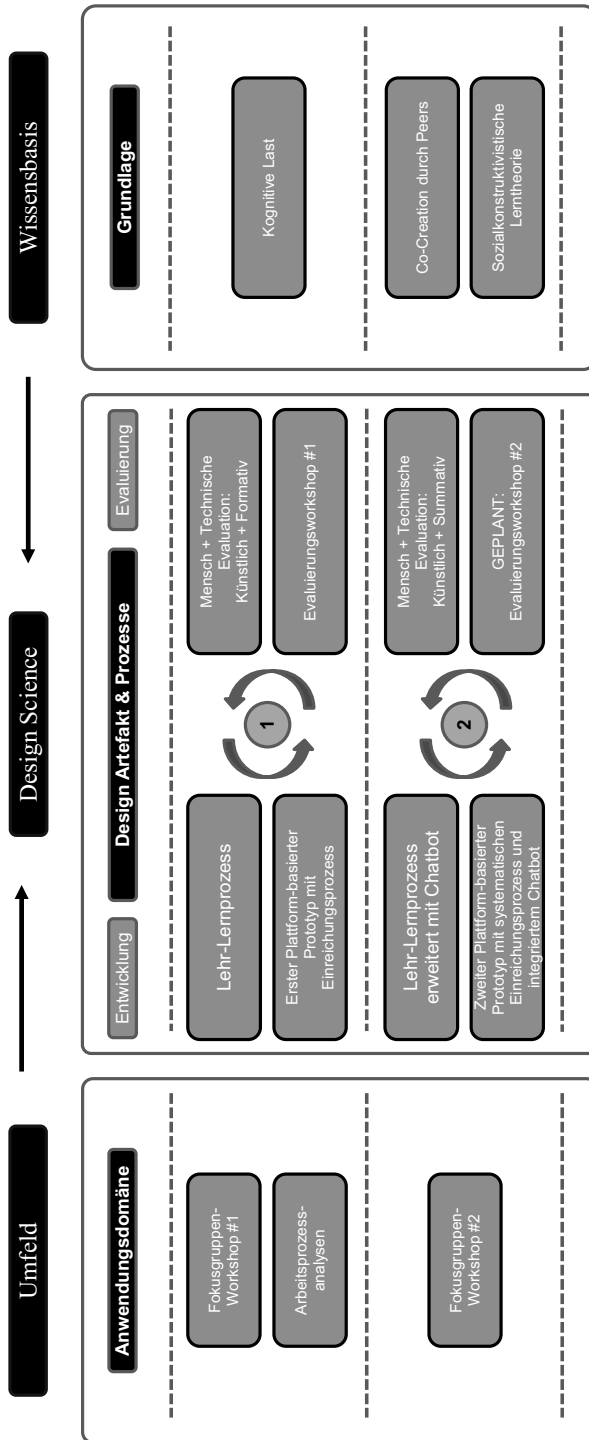 Umfeld
Design Science
Wissensbasis
Anwendungsdomäne
Entwicklung
Design Artefakt & Prozesse
Evaluierung
Grundlage
Fokusgruppen-
Workshop #1
Arbeitsprozess-
analysen
Lehr-Lernprozess
Erster Plattform-basierter
Prototyp mit
Einreichungsprozess
1
Mensch + Technische
Evaluation:
Künstlich + Formativ
Evaluierungsworkshop #1
Kognitive Last
Fokusgruppen-
Workshop #2
Lehr-Lernprozess
erweitert mit Chatbot
Zweiter Plattform-basierter
Prototyp mit systematischen
Einreichungsprozess und
integriertem Chatbot
2
Mensch + Technische
Evaluation:
Künstlich + Summativ
GEPLANT:
Evaluierungsworkshop #2
Co-Creation durch Peers
Sozialkonstruktivistische
Lerntheorie